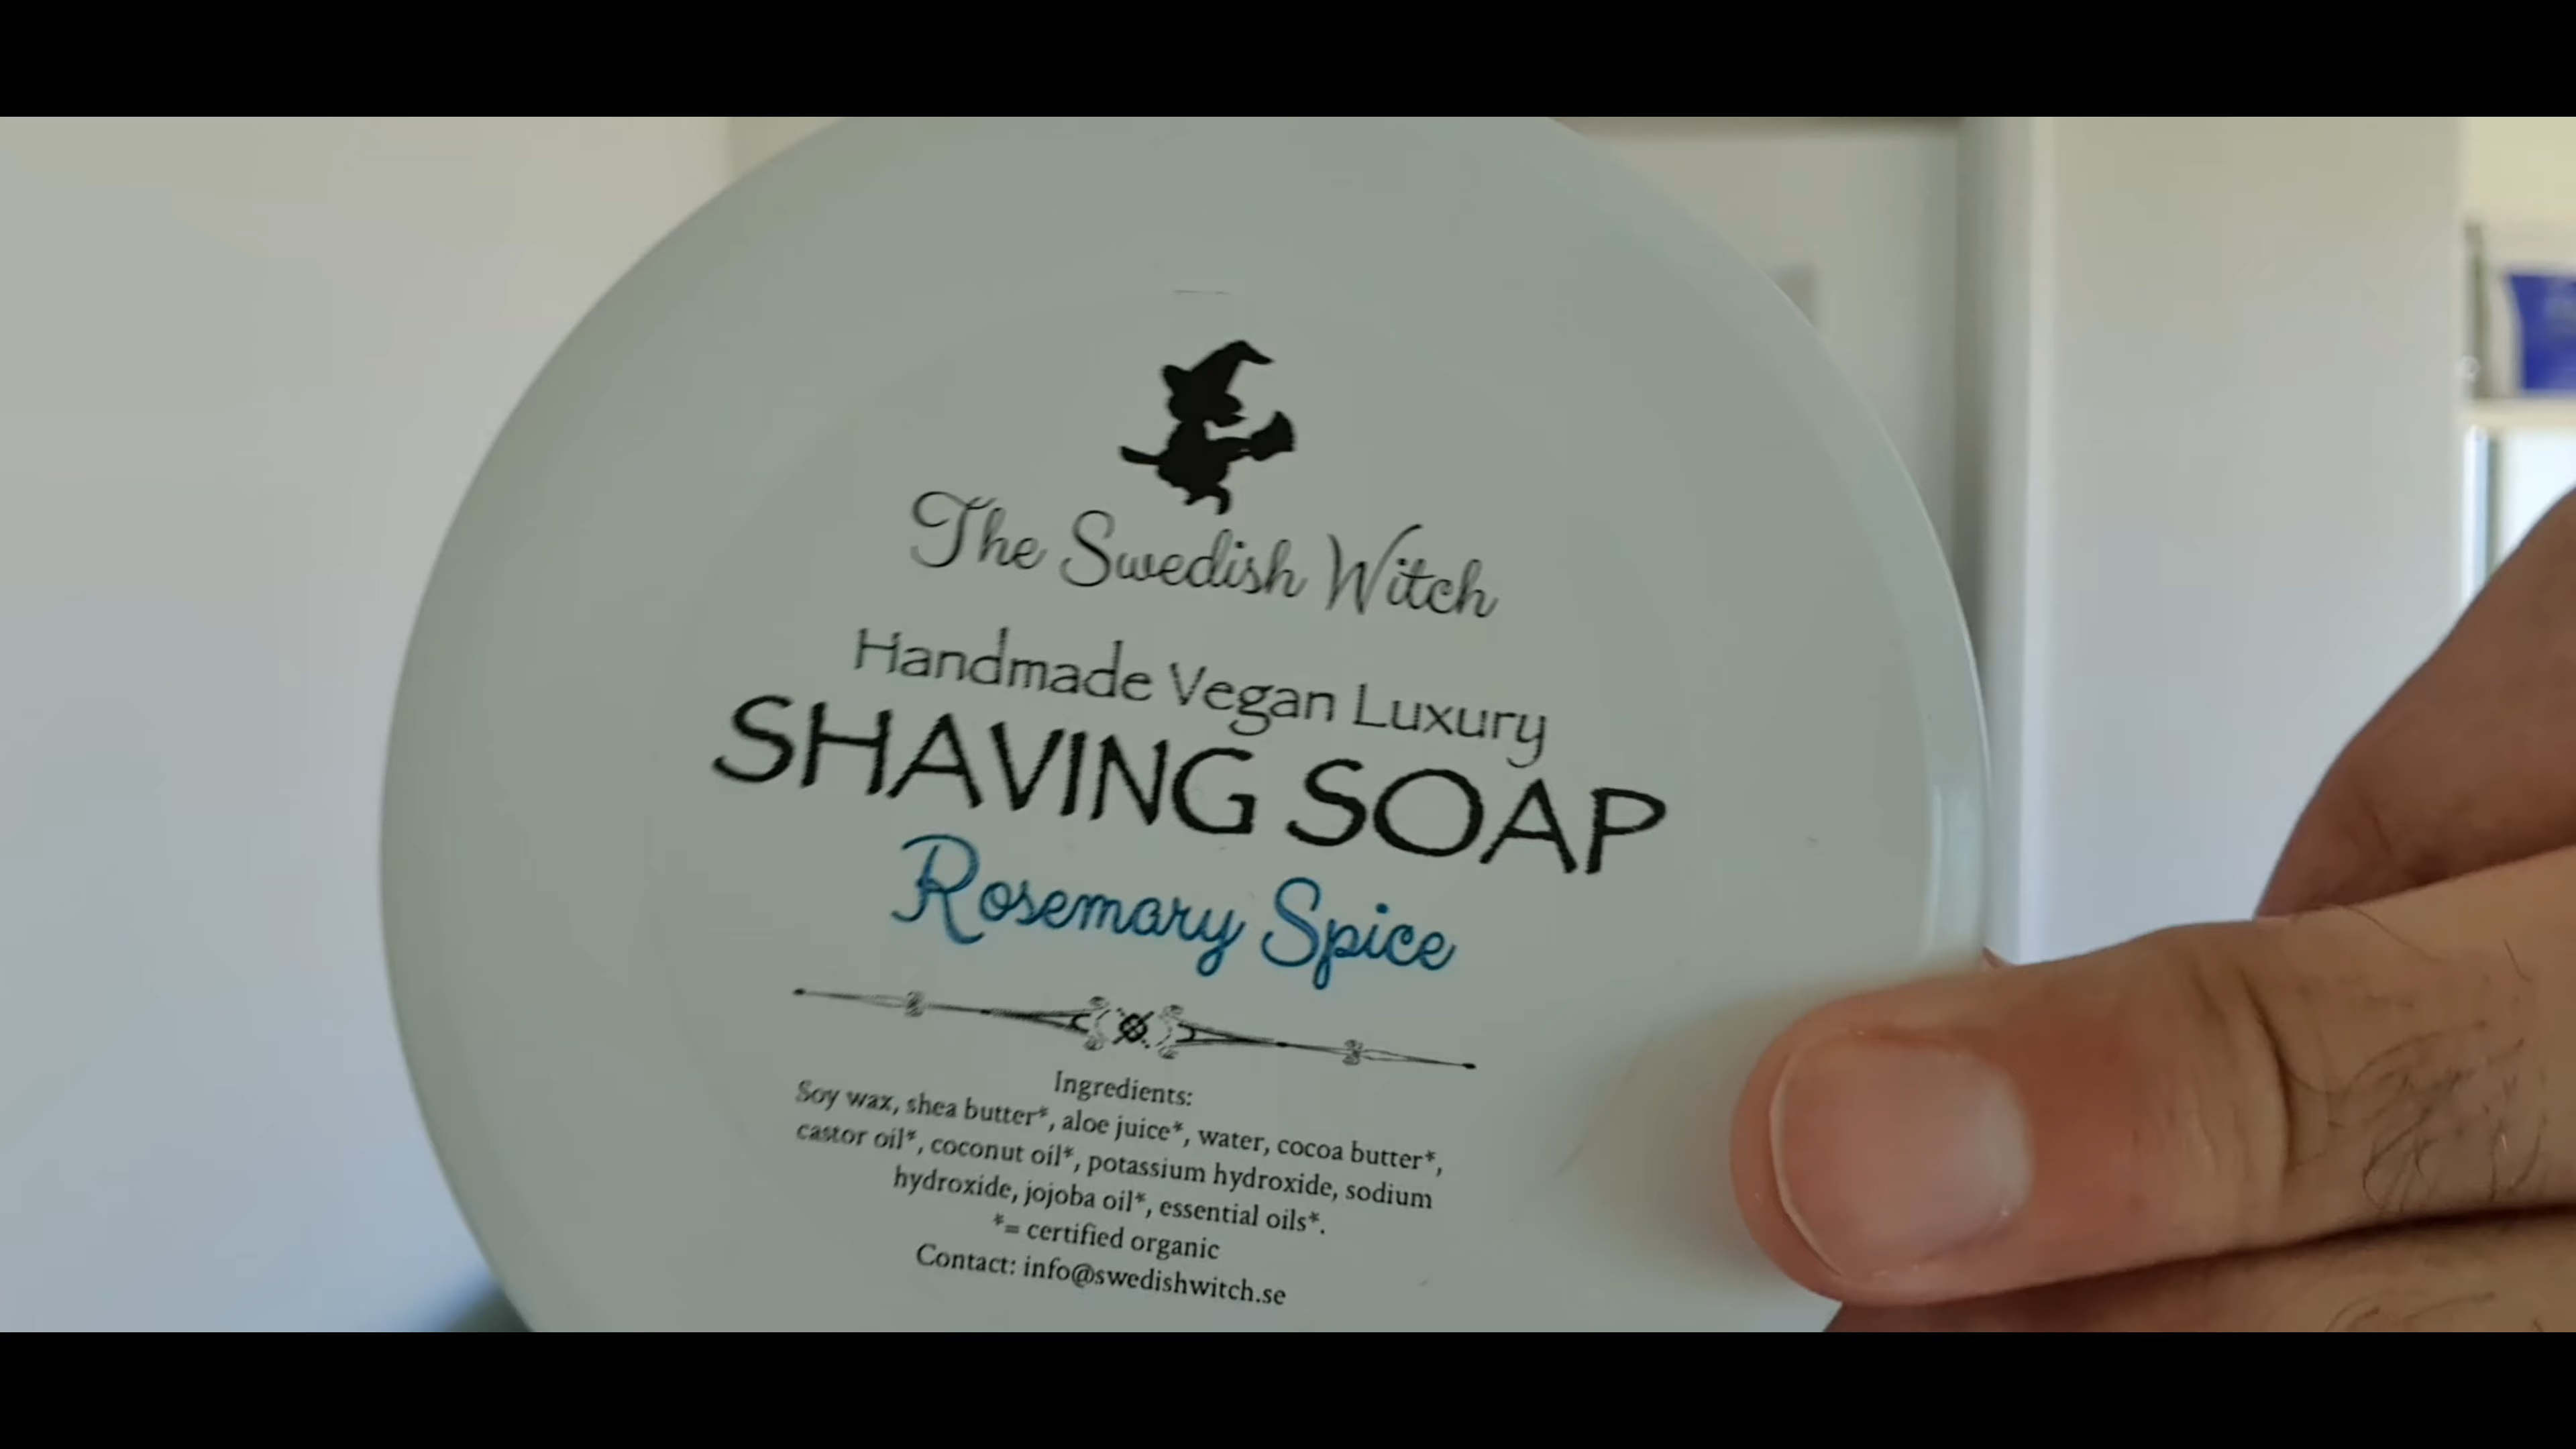 The Swedish Witch
Handmade Vegan Luxury
SHAVING SOAP
Rosemary Spice
Ingredients:
Soy wax, shea butter*, aloe juice*, water, cocoa butter*,
castor oil*, coconut oil*, potassium hydroxide, sodium
hydroxide, jojoba oil*, essential oils*.
*= certified organic
Contact: info@swedishwitch.se